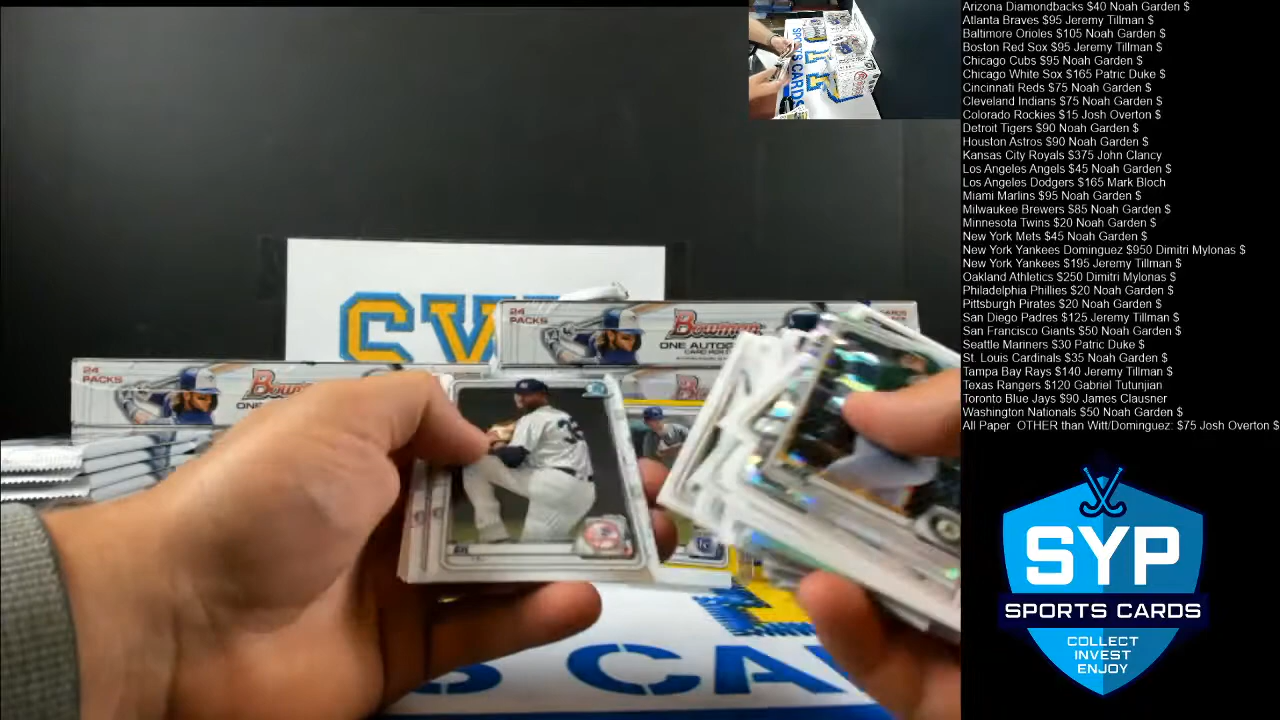 Arizona Diamondbacks $40 Noah Garden $
Atlanta Braves $95 Jeremy Tillman $
Baltimore Orioles $105 Noah Garden $
Boston Red Sox $95 Jeremy Tillman $
Chicago Cubs $95 Noah Garden $
Chicago White Sox $165 Patric Duke $
Cincinnati Reds $75 Noah Garden $
Cleveland Indians $75 Noah Garden $
Colorado Rockies $15 Josh Overton $
Detroit Tigers $90 Noah Garden $
Houston Astros $90 Noah Garden $
Kansas City Royals $375 John Clancy
Los Angeles Angels $45 Noah Garden $
Los Angeles Dodgers $165 Mark Bloch
Miami Marlins $95 Noah Garden $
Milwaukee Brewers $85 Noah Garden $
Minnesota Twins $20 Noah Garden $
New York Mets $45 Noah Garden $
New York Yankees Dominguez $950 Dimitri Mylonas $
New York Yankees $195 Jeremy Tillman $
Oakland Athletics $250 Dimitri Mylonas $
Philadelphia Phillies $20 Noah Garden $
Pittsburgh Pirates $20 Noah Garden $
San Diego Padres $125 Jeremy Tillman $
San Francisco Giants $50 Noah Garden $
Seattle Mariners $30 Patric Duke $
St. Louis Cardinals $35 Noah Garden $
Tampa Bay Rays $140 Jeremy Tillman $
Texas Rangers $120 Gabriel Tutunjian
Toronto Blue Jays $90 James Clausner
Washington Nationals $50 Noah Garden $
All Paper OTHER than Witt/Dominguez: $75 Josh Overton $
SYP
SPORTS CARDS
COLLECT
INVEST
ENJOY
SPORTS CARDS
24
PACKS
Bowman
ONE AUTOG
24
PACKS
Bowm
ONE